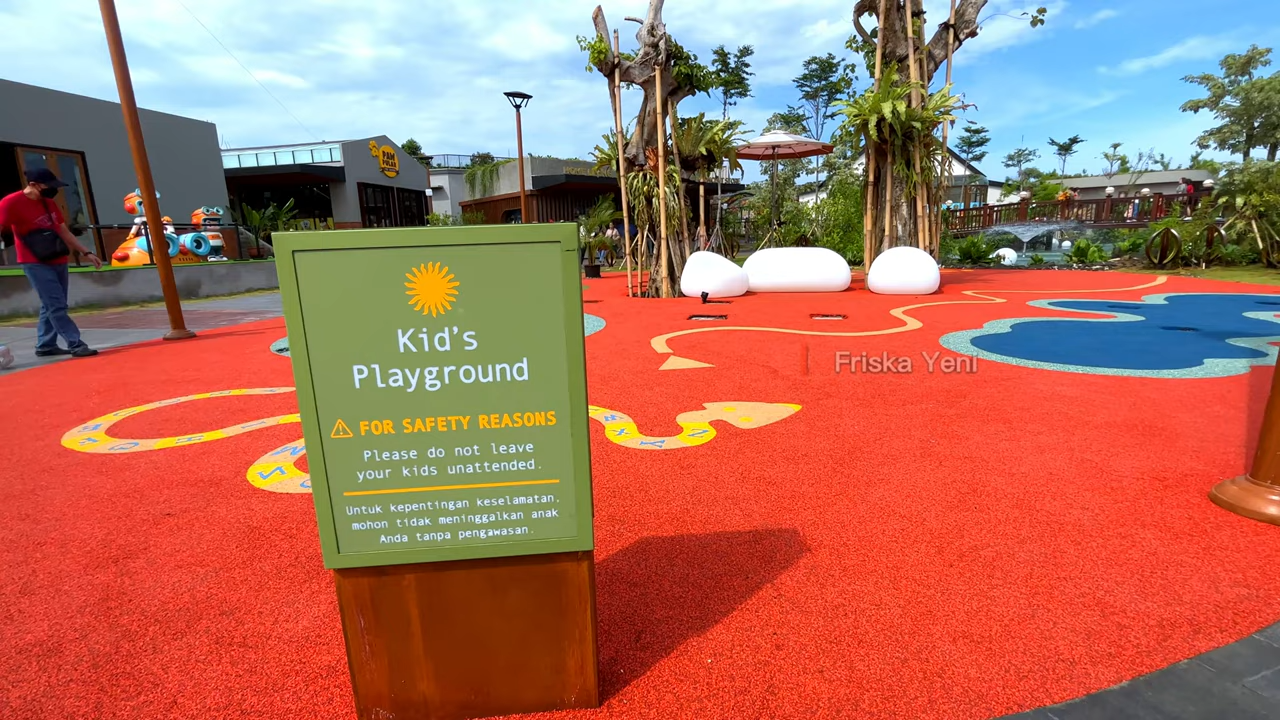 PAW
Kid's
Playground
FOR SAFETY REASONS
Please do not leave
your kids unattended.
Untuk kepentingan keselamatan,
mohon tidak meninggalkan anak
Anda tanpa pengawasan.
Friska Yeni